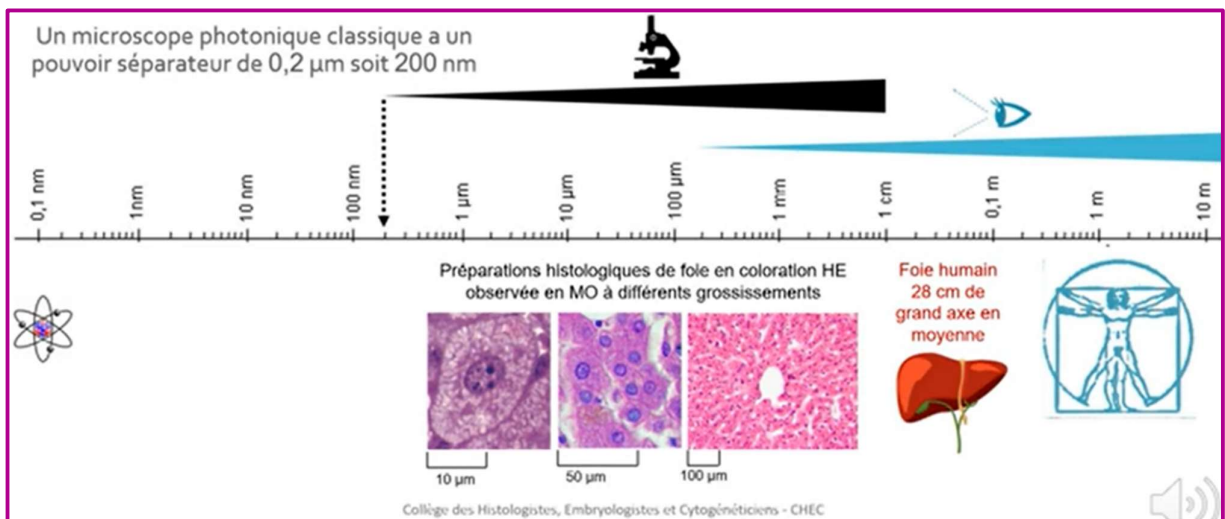 Un microscope photonique classique a un
pouvoir séparateur de 0,2 µm soit 200 nm
0,1 nm
1nm
10 nm
100 nm
1 µm
10 µm
100 µm
1 mm
1 cm
0,1 m
1 m
10 m
Préparations histologiques de foie en coloration HE
observée en MO à différents grossissements
Foie humain
28 cm de
grand axe en
moyenne
10 µm
50 µm
100 µm
Collège des Histologistes, Embryologistes et Cytogénéticiens - CHEC